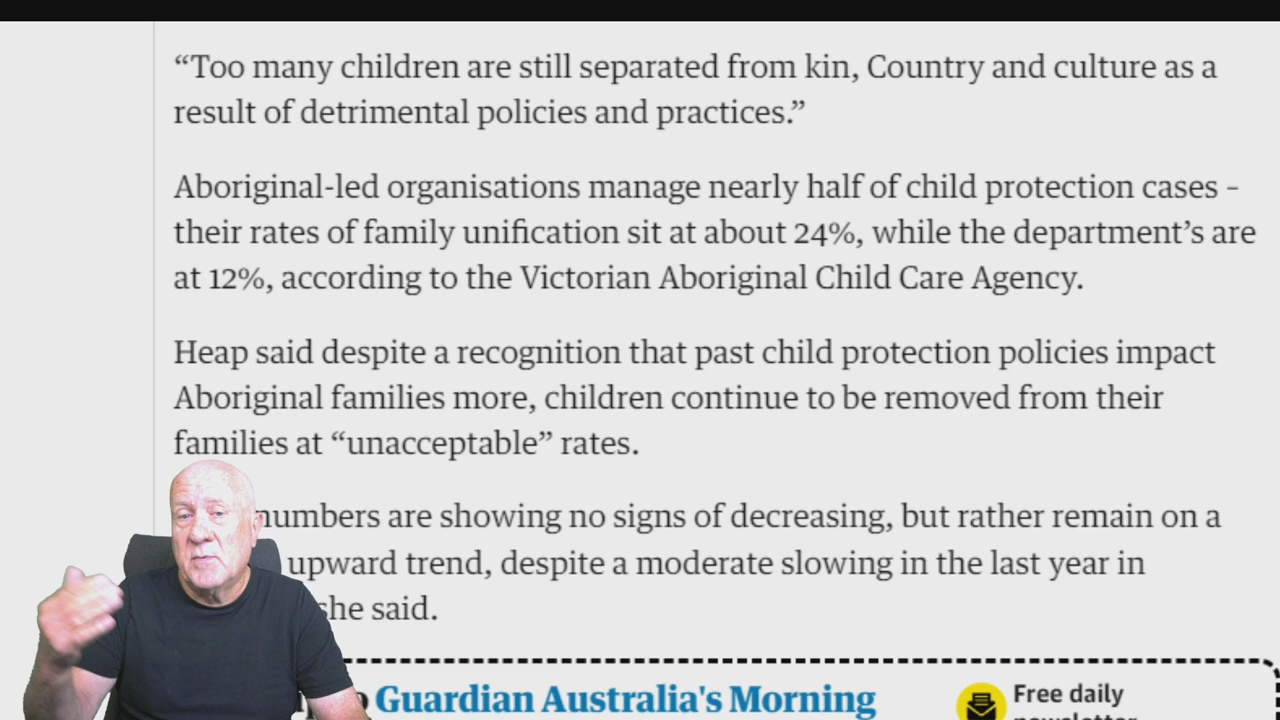 “Too many children are still separated from kin, Country and culture as a
result of detrimental policies and practices.”
Aboriginal-led organisations manage nearly half of child protection cases –
their rates of family unification sit at about 24%, while the department’s are
at 12%, according to the Victorian Aboriginal Child Care Agency.
Heap said despite a recognition that past child protection policies impact
Aboriginal families more, children continue to be removed from their
families at “unacceptable” rates.
numbers are showing no signs of decreasing, but rather remain on a
upward trend, despite a moderate slowing in the last year in
she said.
Guardian Australia's Morning
Free daily
newsletter